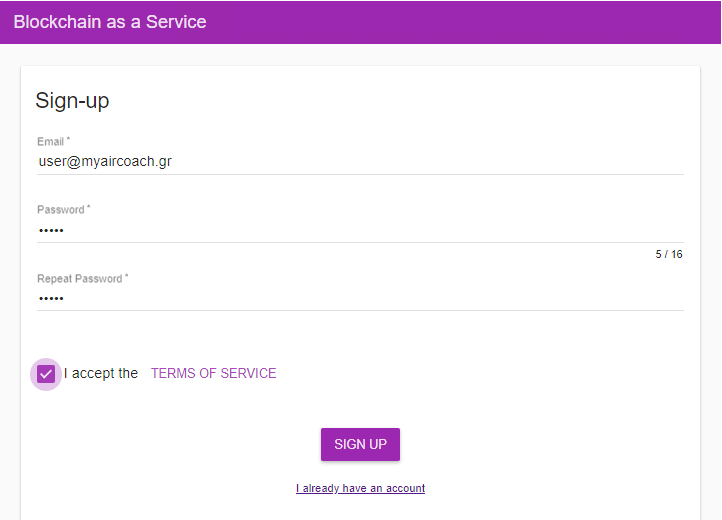 Blockchain as a Service
Sign-up
Email *
user@myaircoach.gr
Password *
•••••
5 / 16
Repeat Password *
•••••
I accept the TERMS OF SERVICE
SIGN UP
I already have an account